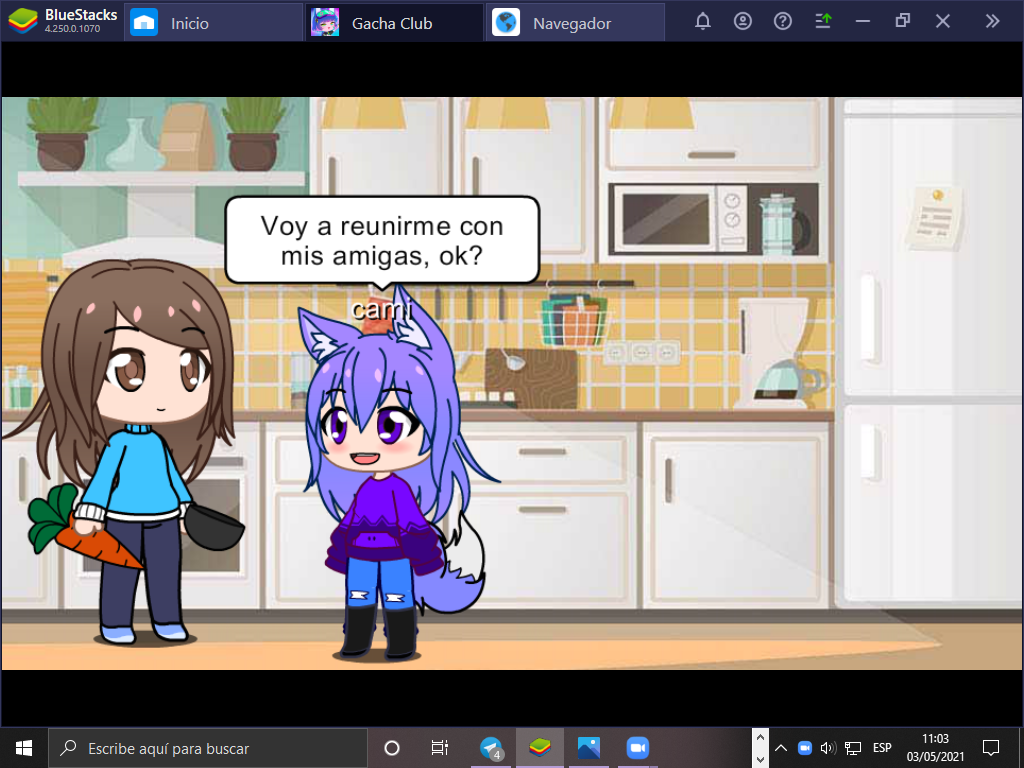 BlueStacks
4.250.0.1070
Inicio
Gacha Club
Navegador
Voy a reunirme con
mis amigas, ok?
cami
Escribe aquí para buscar
4
ESP
11:03
03/05/2021